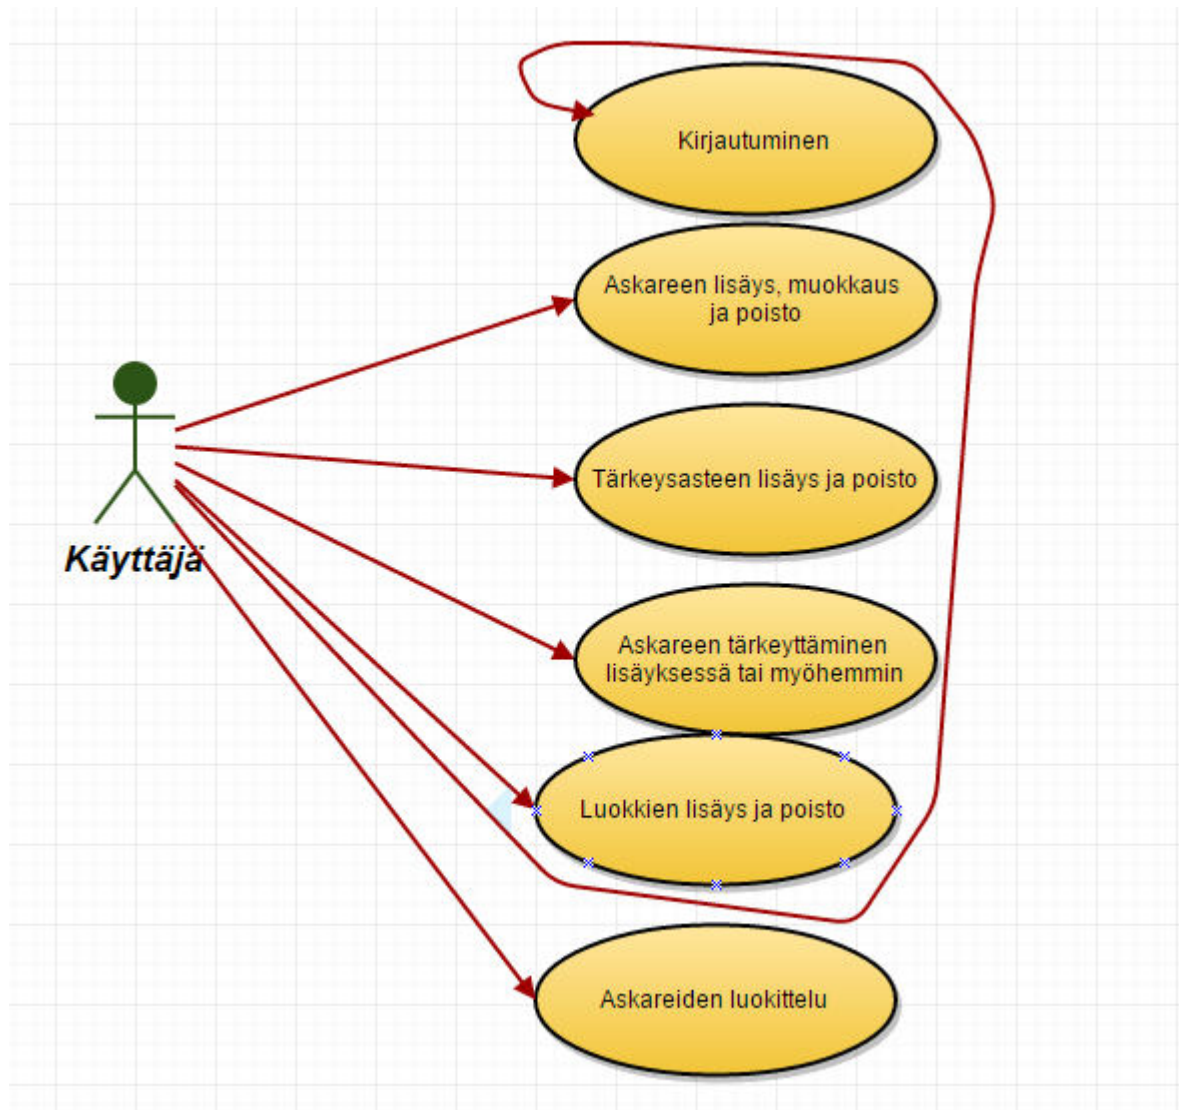 Kirjautuminen
Askareen lisäys, muokkaus
ja poisto
Tärkeysasteen lisäys ja poisto
Käyttäjä
Askareen tärkeyttäminen
lisäyksessä tai myöhemmin
Luokkien lisäys ja poisto
Askareiden luokittelu